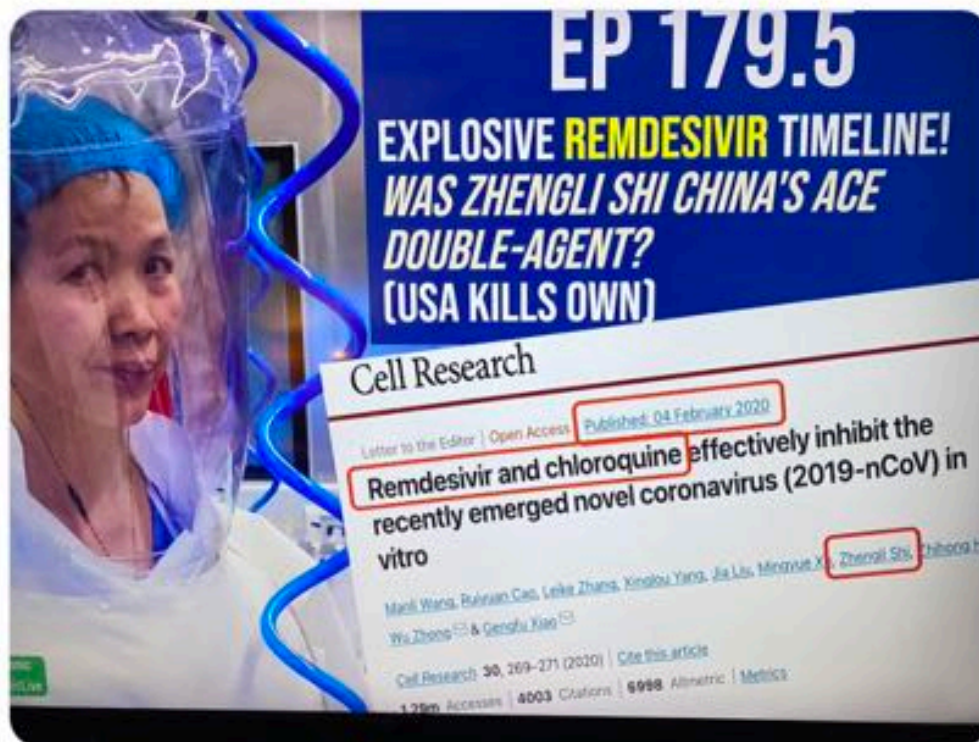 EP 179.5
EXPLOSIVE REMDESIVIR TIMELINE!
WAS ZHENGLI SHI CHINA'S ACE
DOUBLE-AGENT?
(USA KILLS OWN)
Cell Research
Letter to the Editor | Open Access | Published: 04 February 2020
Remdesivir and chloroquine effectively inhibit the
recently emerged novel coronavirus (2019-nCoV) in
vitro
Manli Wang, Ruiyuan Cao, Leike Zhang, Xinglou Yang, Jia Liu, Mingyue X, Zhengli Shi, Zhihong H
Wu Zhong & Gengfu Xiao
Cell Research 30, 269–271 (2020) | Cite this article
1.29m Accesses | 4003 Citations | 6998 Altmetric | Metrics